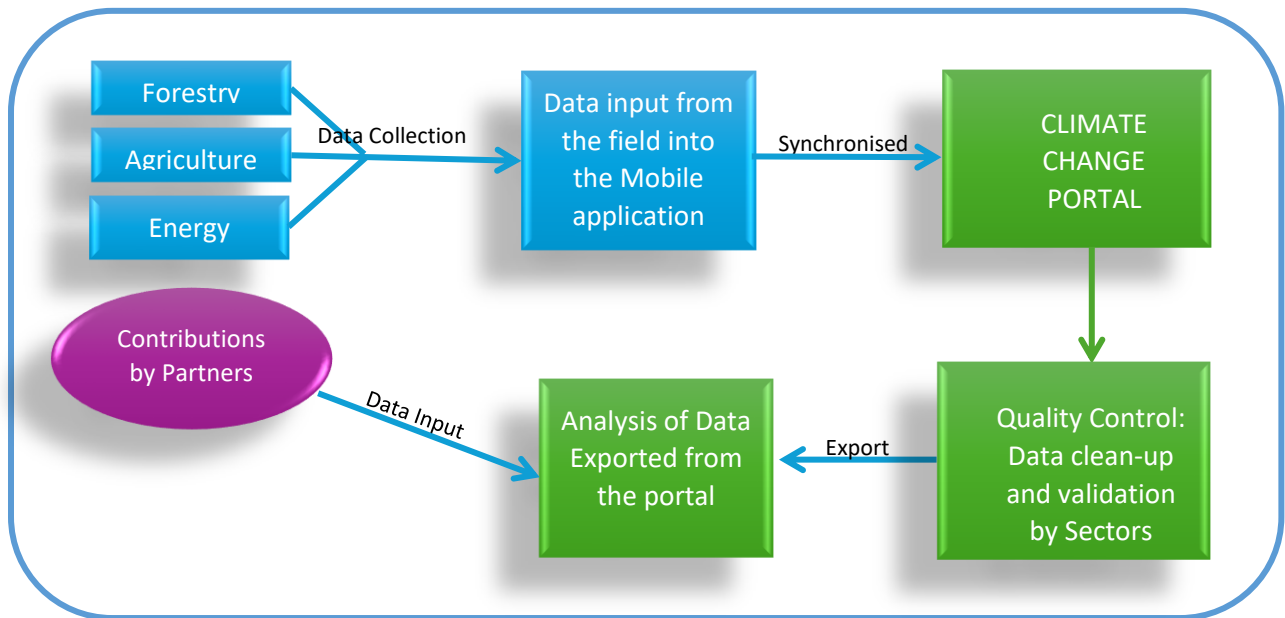 Forestry
Agriculture
Energy
Data Collection
Data input from
the field into
the Mobile
application
Synchronised
CLIMATE
CHANGE
PORTAL
Contributions
by Partners
Data Input
Analysis of Data
Exported from
the portal
Export
Quality Control:
Data clean-up
and validation
by Sectors